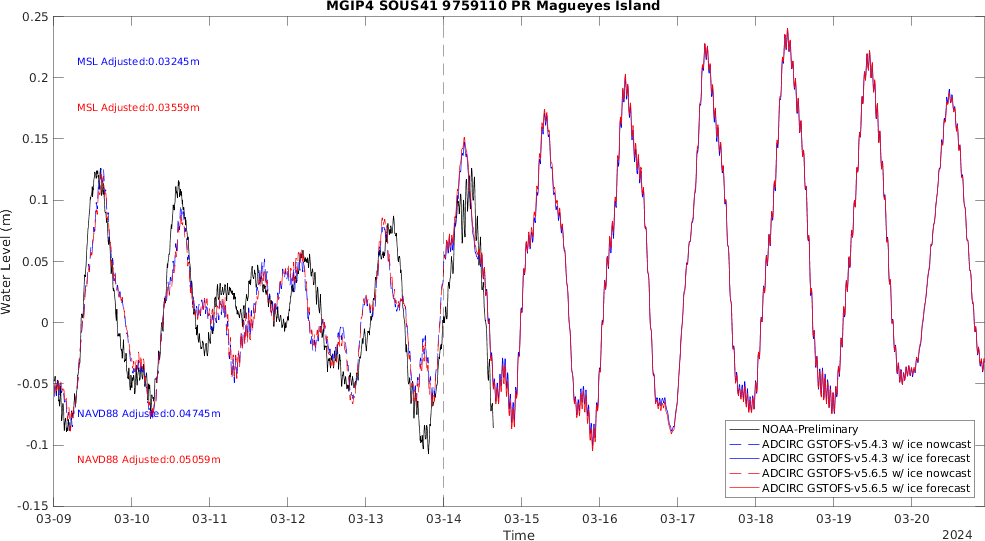 MGIP4 SOUS41 9759110 PR Magueyes Island
0.25
0.2
0.15
0.1
0.05
0
-0.05
-0.1
-0.15
Water Level (m)
MSL Adjusted:0.03245m
MSL Adjusted:0.03559m
NAVD88 Adjusted:0.04745m
NAVD88 Adjusted:0.05059m
NOAA-Preliminary
ADCIRC GSTOFS-v5.4.3 w/ ice nowcast
ADCIRC GSTOFS-v5.4.3 w/ ice forecast
ADCIRC GSTOFS-v5.6.5 w/ ice nowcast
ADCIRC GSTOFS-v5.6.5 w/ ice forecast
03-09 03-10 03-11 03-12 03-13 03-14 03-15 03-16 03-17 03-18 03-19 03-20
Time
2024